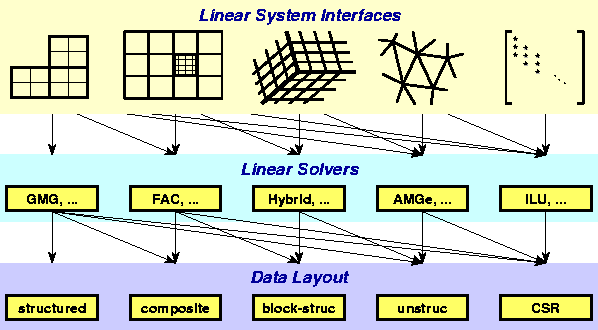 Linear System Interfaces
Linear Solvers
GMG, ... FAC, ... Hybrid, ... AMGe, ... ILU, ...
Data Layout
structured composite block-struc unstruc CSR